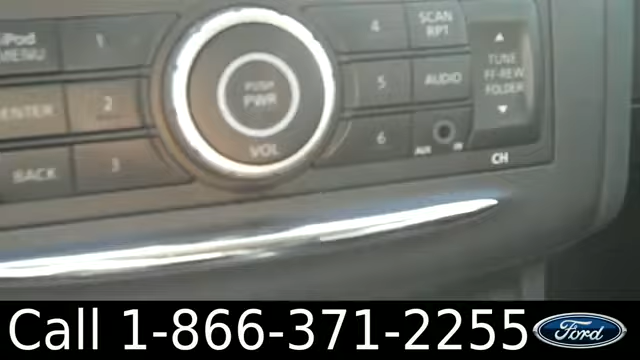 iPod
MENU
1
4
SCAN
RPT
ENTER
2
PUSH
PWR
VOL
5
AUDIO
TUNE
FF-REW
FOLDER
BACK
3
6
AUX IN
CH
Call 1-866-371-2255
Ford